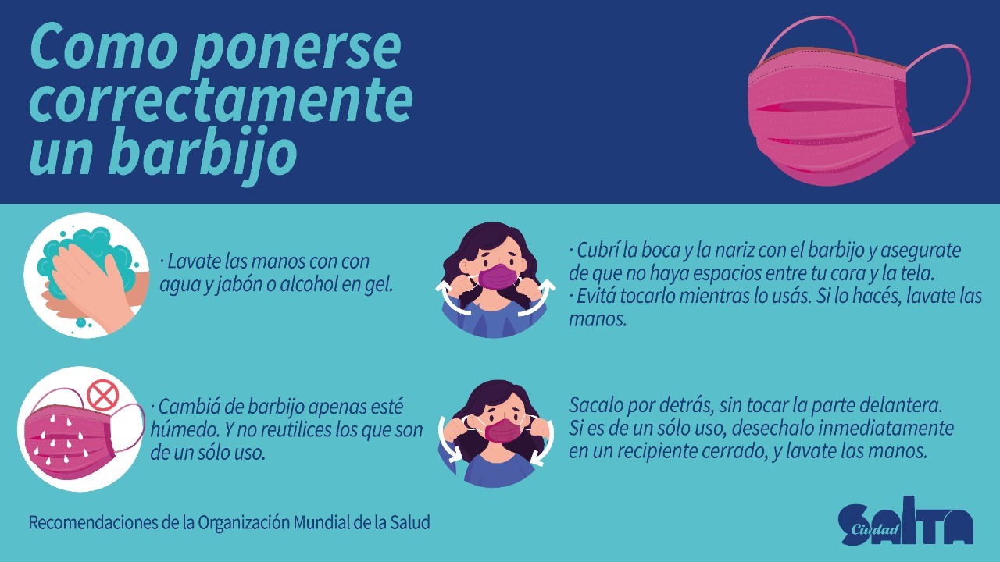 Como ponerse
correctamente
un barbijo
· Lavate las manos con con
agua y jabón o alcohol en gel.
· Cubrí la boca y la nariz con el barbijo y asegurate
de que no haya espacios entre tu cara y la tela.
· Evitá tocarlo mientras lo usás. Si lo hacés, lavate las
manos.
· Cambiá de barbijo apenas esté
húmedo. Y no reutilices los que son
de un sólo uso.
Sacalo por detrás, sin tocar la parte delantera.
Si es de un sólo uso, desechalo inmediatamente
en un recipiente cerrado, y lavate las manos.
Recomendaciones de la Organización Mundial de la Salud
Salta
Ciudad